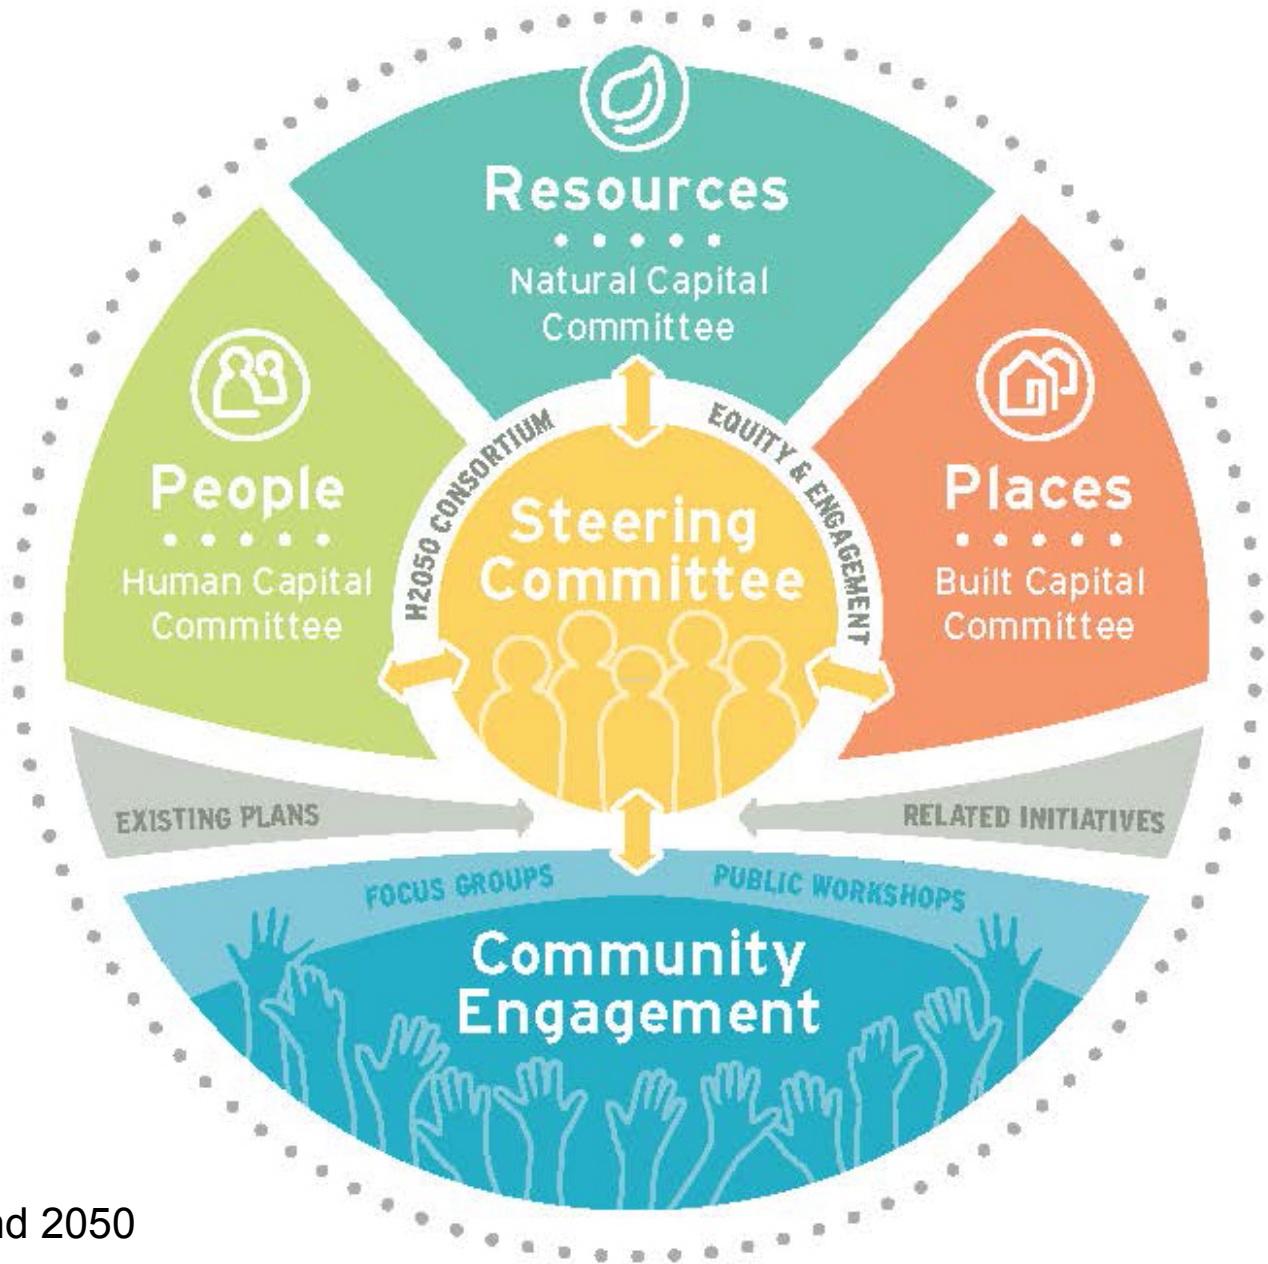 Resources
Natural Capital
Committee
People
Human Capital
Committee
Places
Built Capital
Committee
H2050 CONSORTIUM
EQUITY & ENGAGEMENT
Steering
Committee
EXISTING PLANS
RELATED INITIATIVES
FOCUS GROUPS
PUBLIC WORKSHOPS
Community
Engagement
2050